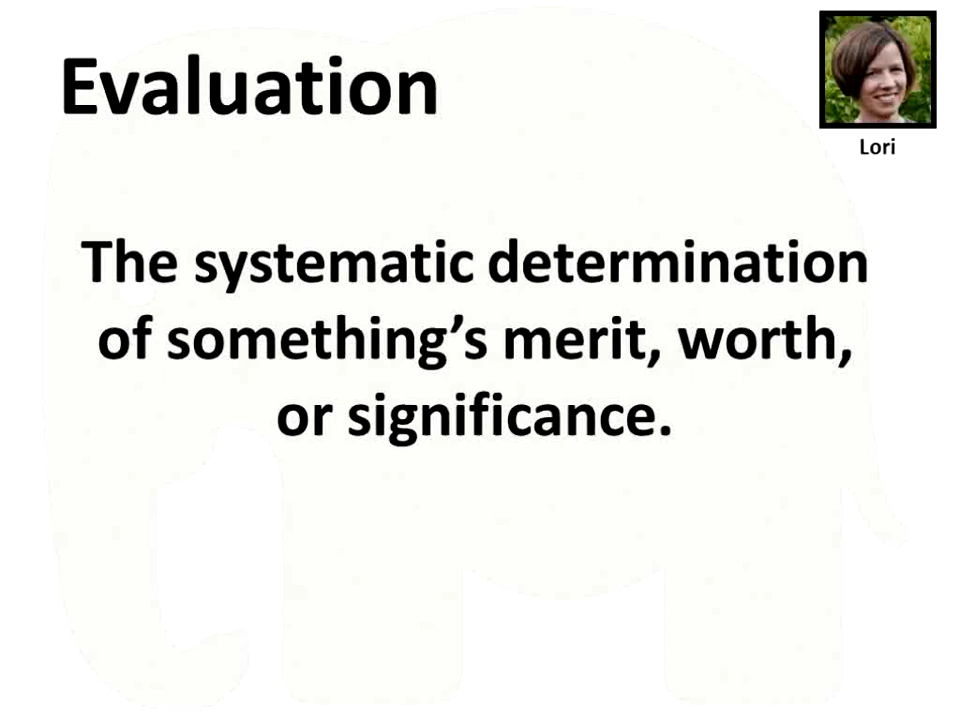 Evaluation
Lori
The systematic determination
of something’s merit, worth,
or significance.